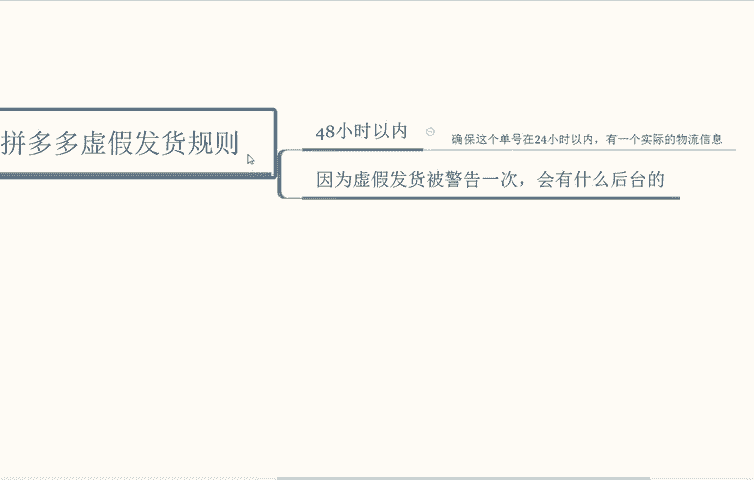 拼多多虚假发货规则
48小时以内
确保这个单号在24小时以内，有一个实际的物流信息
因为虚假发货被警告一次，会有什么后台的